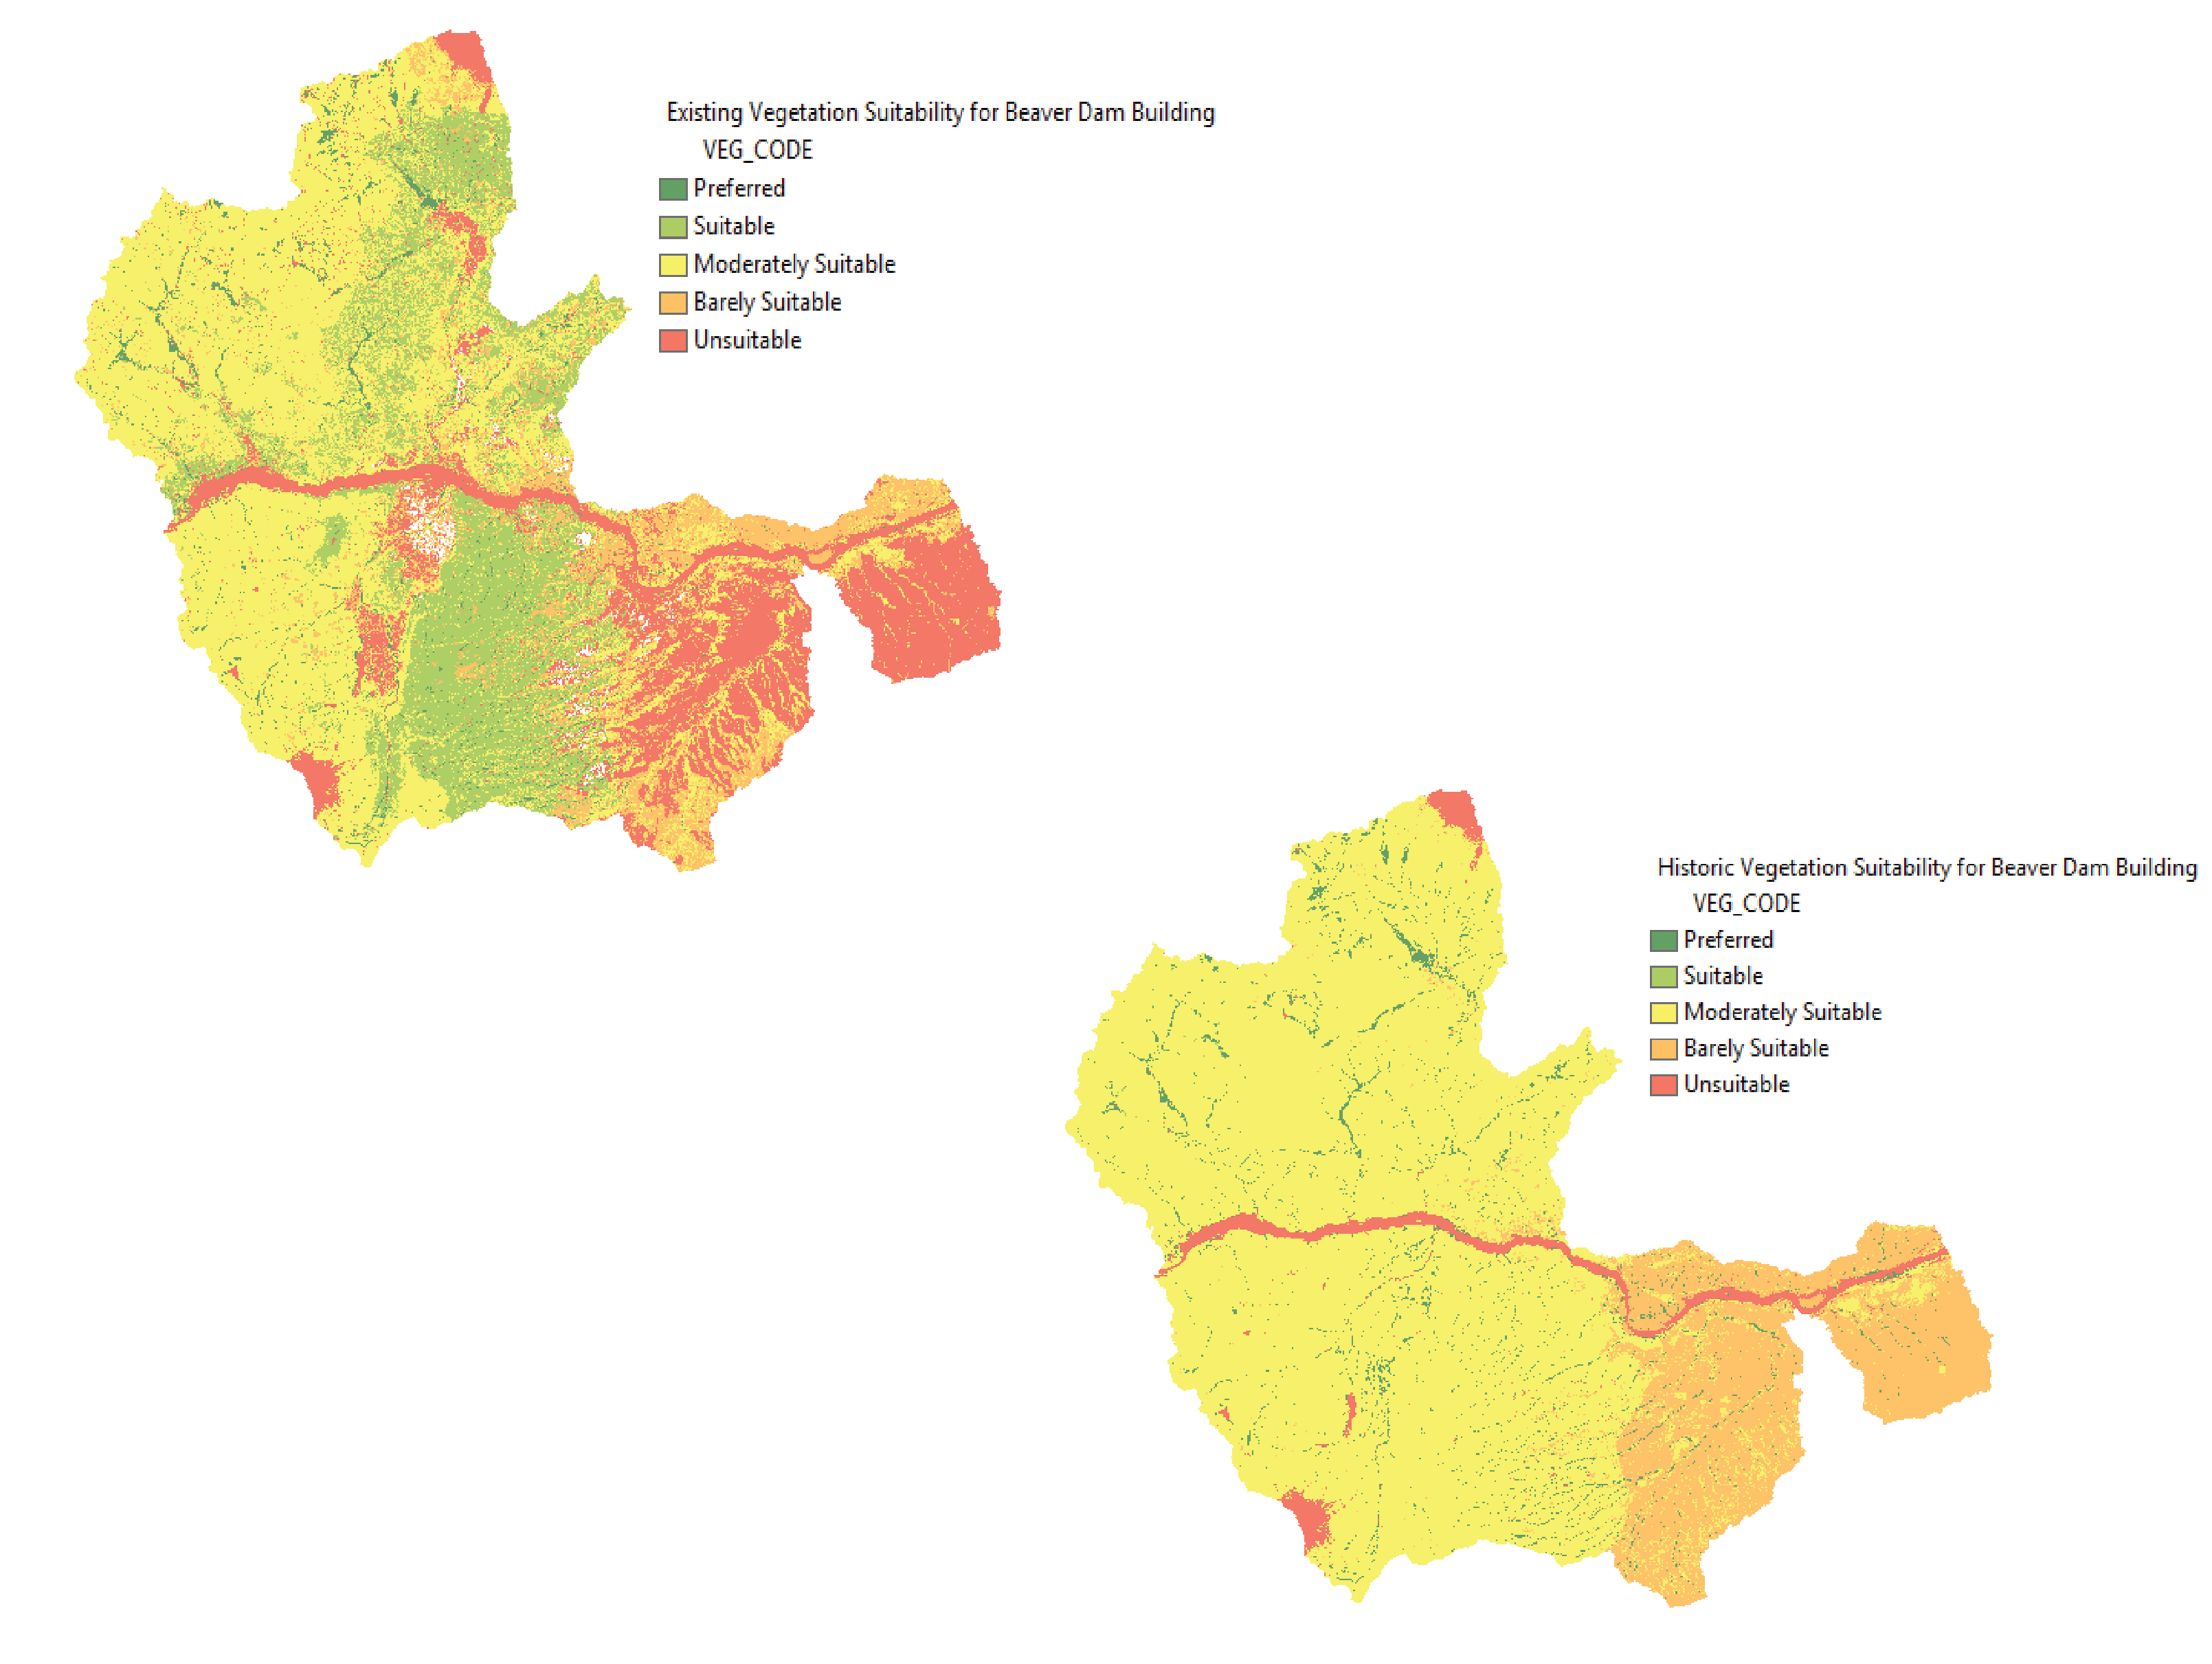 Existing Vegetation Suitability for Beaver Dam Building
VEG_CODE
Preferred
Suitable
Moderately Suitable
Barely Suitable
Unsuitable
Historic Vegetation Suitability for Beaver Dam Building
VEG_CODE
Preferred
Suitable
Moderately Suitable
Barely Suitable
Unsuitable